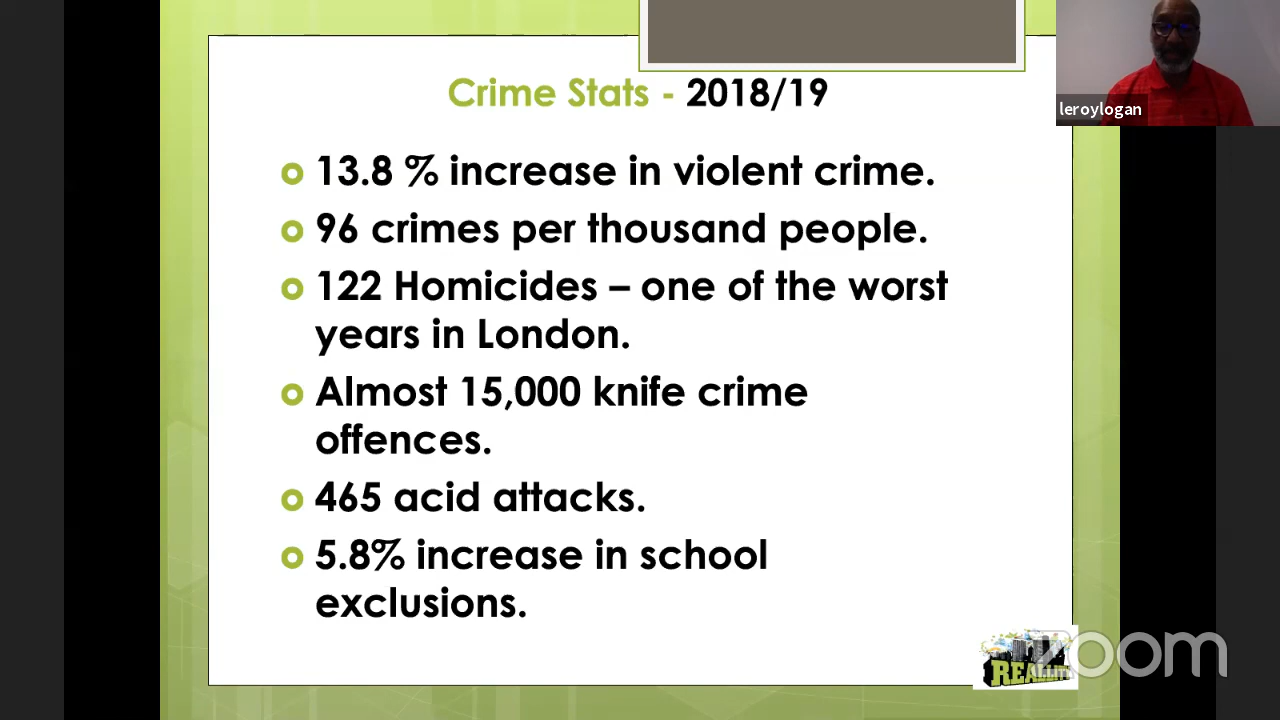 Crime Stats - 2018/19
leroylogan
13.8 % increase in violent crime.
96 crimes per thousand people.
122 Homicides – one of the worst
years in London.
Almost 15,000 knife crime
offences.
465 acid attacks.
5.8% increase in school
exclusions.
zoom